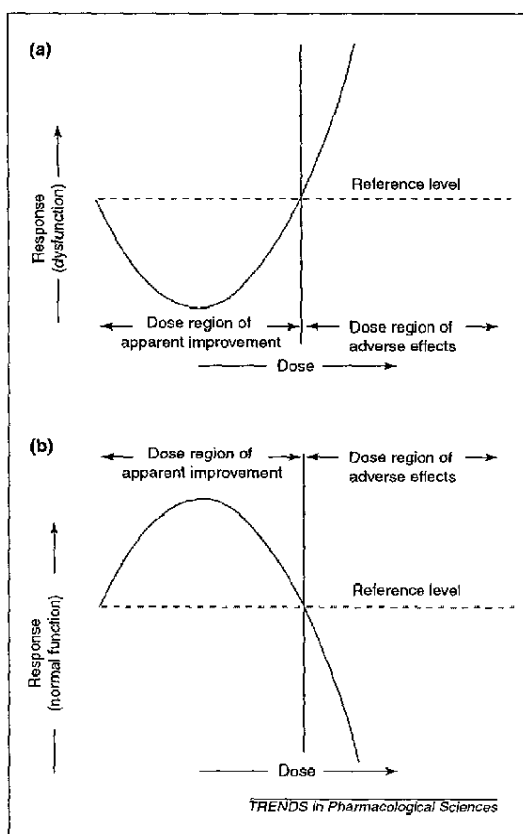 (a)
Reference level
Response
(dysfunction)
Dose region of
apparent improvement
Dose region of
adverse effects
Dose
(b)
Dose region of
apparent improvement
Dose region of
adverse effects
Reference level
Response
(normal function)
Dose
TRENDS in Pharmacological Sciences